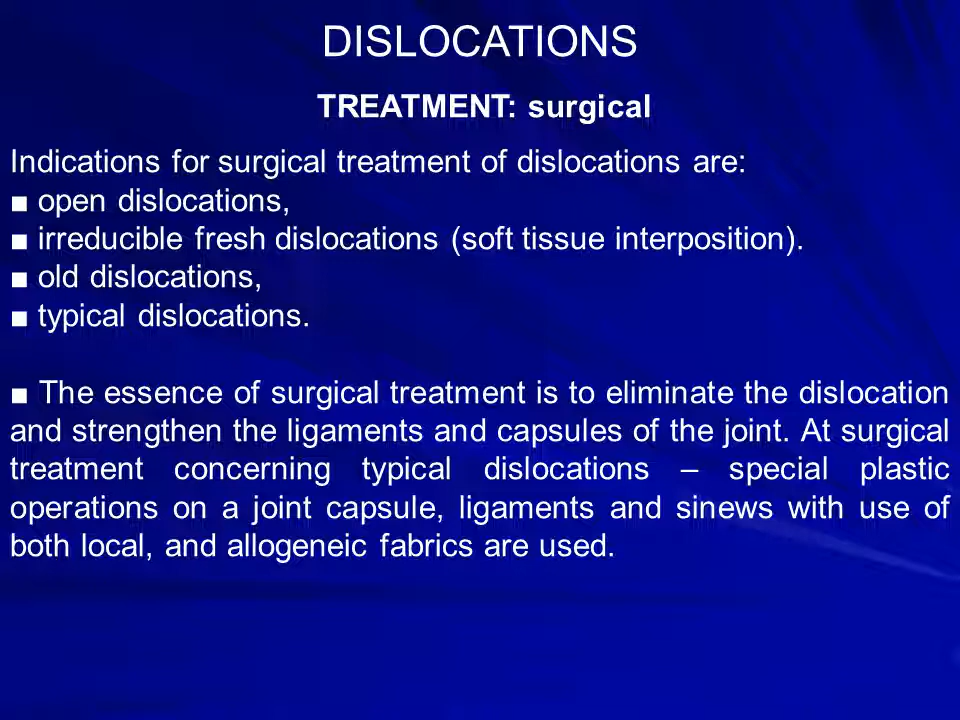 DISLOCATIONS
TREATMENT: surgical
Indications for surgical treatment of dislocations are:
■ open dislocations,
■ irreducible fresh dislocations (soft tissue interposition).
■ old dislocations,
■ typical dislocations.
■ The essence of surgical treatment is to eliminate the dislocation
and strengthen the ligaments and capsules of the joint. At surgical
treatment concerning typical dislocations – special plastic
operations on a joint capsule, ligaments and sinews with use of
both local, and allogeneic fabrics are used.